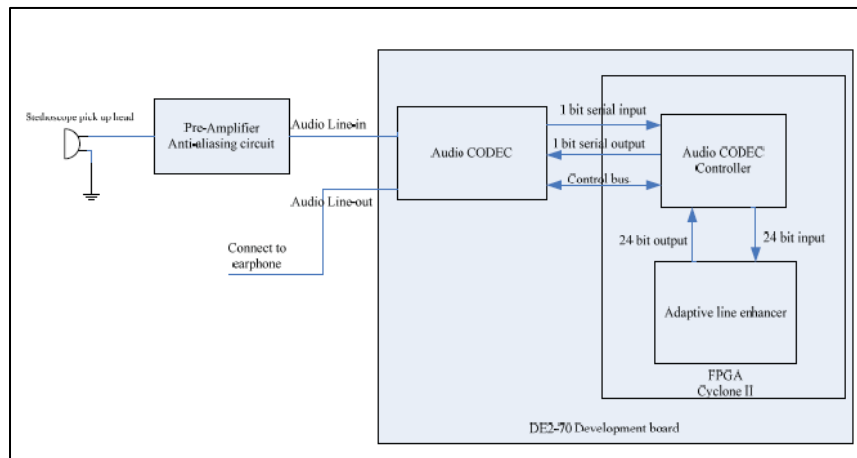 Stethoscope pick up head
Pre-Amplifier
Anti-aliasing circuit
Audio Line-in
Audio Line-out
Connect to
earphone
Audio CODEC
1 bit serial input
1 bit serial output
Control bus
Audio CODEC
Controller
24 bit output
24 bit input
Adaptive line enhancer
FPGA
Cyclone II
DE2-70 Development board